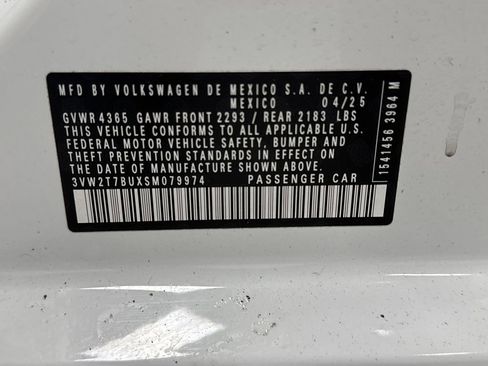 MFD BY VOLKSWAGEN DE MEXICO S.A. DE C.V.
MEXICO 04/25
GVWR 4365 GAWR FRONT 2293 / REAR 2183 LBS
THIS VEHICLE CONFORMS TO ALL APPLICABLE U.S.
FEDERAL MOTOR VEHICLE SAFETY, BUMPER AND
THEFT PREVENTION STANDARDS IN EFFECT ON THE
DATE OF MANUFACTURE SHOWN ABOVE.
3VW2T7BUXSM079974 PASSENGER CAR
1541456 3964 M